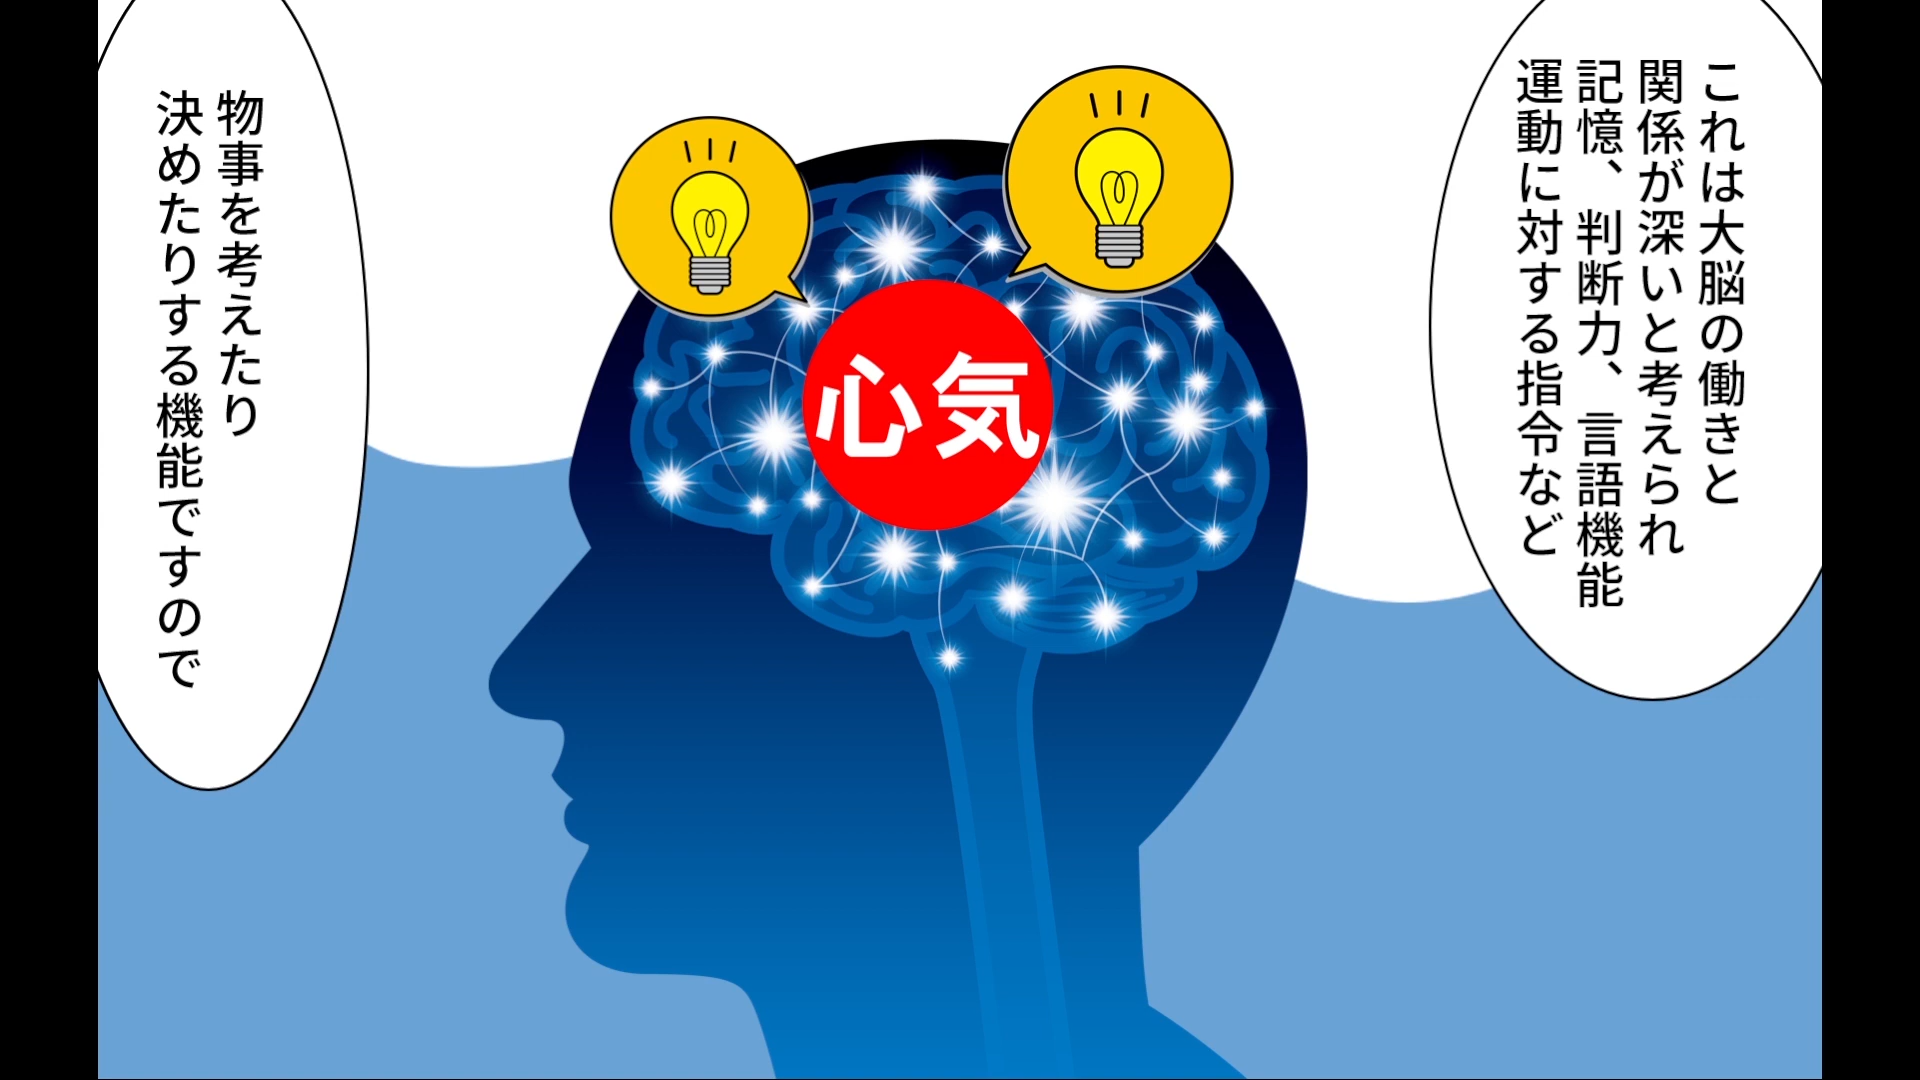 これは大脳の働きと
関係が深いと考えられ
記憶、判断力、言語機能
運動に対する指令など
心気
物事を考えたり
決めたりする機能ですので